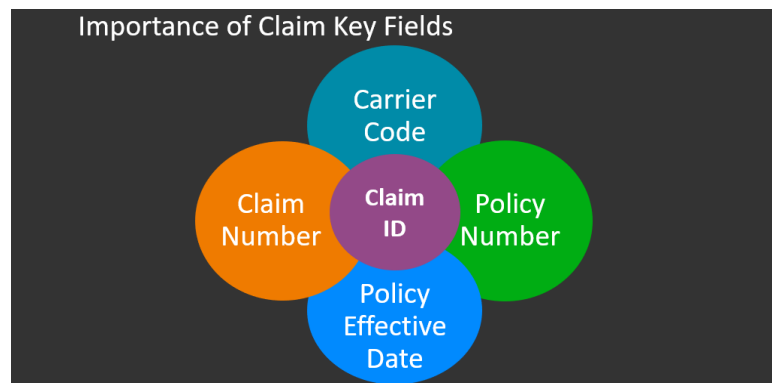 Importance of Claim Key Fields
Carrier
Code
Claim
Number
Claim
ID
Policy
Number
Policy
Effective
Date